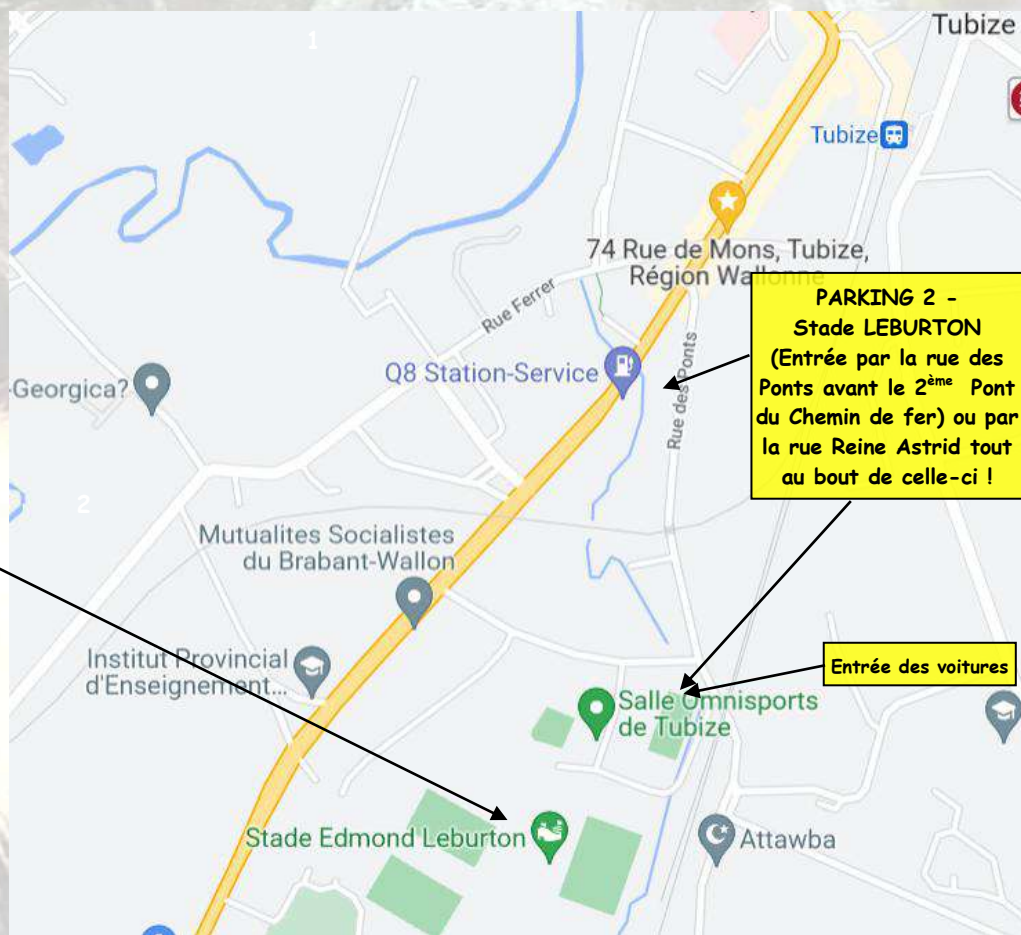 1
Tubize
Tubize
74 Rue de Mons, Tubize,
Région Wallonne
PARKING 2 -
Stade LEBURTON
(Entrée par la rue des
Ponts avant le 2ème Pont
du Chemin de fer) ou par
la rue Reine Astrid tout
au bout de celle-ci !
Rue Ferrer
Q8 Station-Service
Rue des Ponts
-Georgica?
2
Mutualites Socialistes
du Brabant-Wallon
Institut Provincial
d'Enseignement...
Entrée des voitures
Salle Omnisports
de Tubize
Stade Edmond Leburton
Attawba